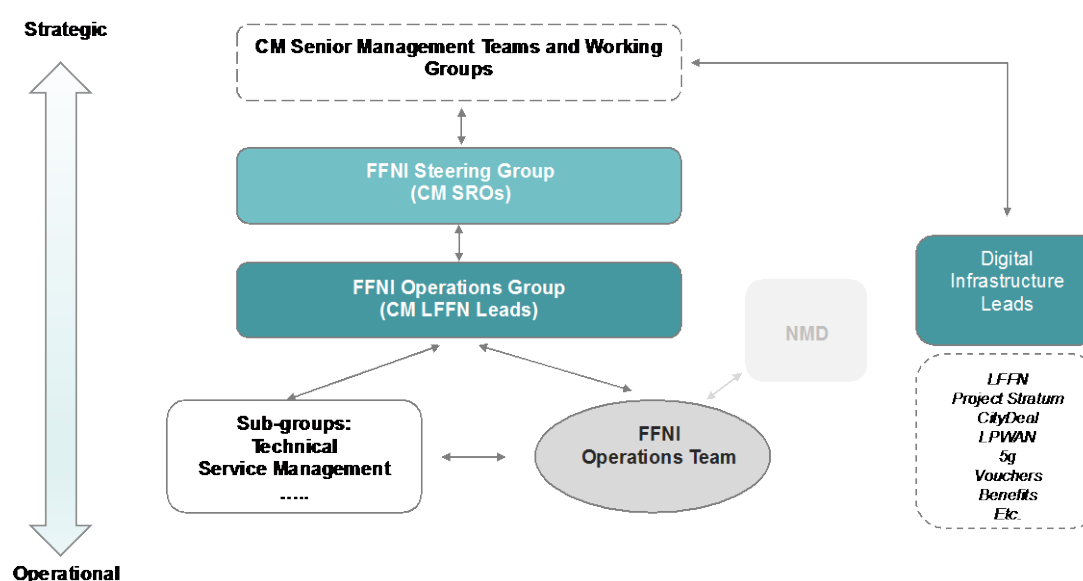 Strategic
CM Senior Management Teams and Working
Groups
FFNI Steering Group
(CM SROs)
FFNI Operations Group
(CM LFFN Leads)
Digital
Infrastructure
Leads
NMD
LFFN
Project Stratum
CityDeal
LPWAN
5g
Vouchers
Benefits
Etc.
Sub-groups:
Technical
Service Management
.....
FFNI
Operations Team
Operational